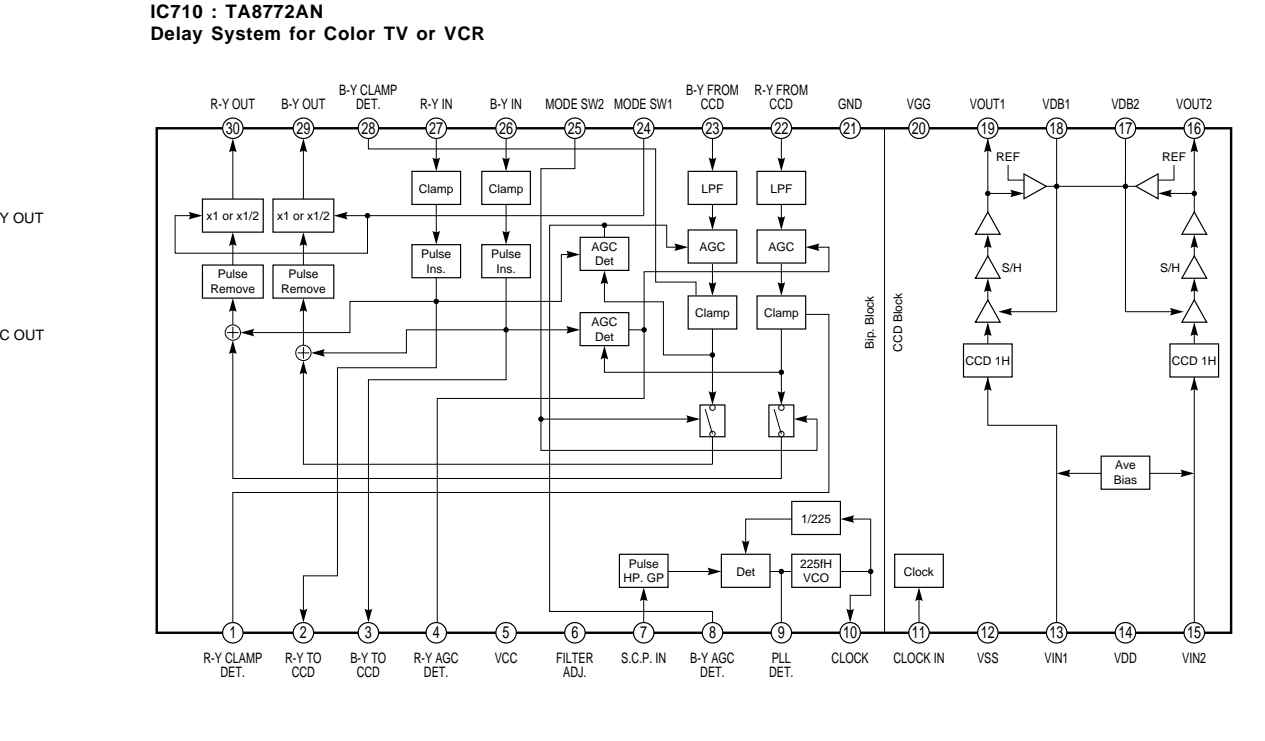 IC710 : TA8772AN
Delay System for Color TV or VCR
B-Y CLAMP
DET.
R-Y OUT
B-Y OUT
R-Y IN
B-Y IN
MODE SW2
MODE SW1
B-Y FROM
CCD
R-Y FROM
CCD
GND
VGG
VOUT1
VDB1
VDB2
VOUT2
30
29
28
27
26
25
24
23
22
21
20
19
18
17
16
REF
REF
Clamp
Clamp
LPF
LPF
Y OUT
x1 or x1/2
x1 or x1/2
AGC
Det
AGC
AGC
Pulse
Ins.
Pulse
Ins.
S/H
S/H
Pulse
Remove
Pulse
Remove
Clamp
Clamp
Bip. Block
CCD Block
C OUT
AGC
Det
CCD 1H
CCD 1H
Ave
Bias
1/225
Pulse
HP. GP
Det
225fH
VCO
Clock
1
2
3
4
5
6
7
8
9
10
11
12
13
14
15
R-Y CLAMP
DET.
R-Y TO
CCD
B-Y TO
CCD
R-Y AGC
DET.
VCC
FILTER
ADJ.
S.C.P. IN
B-Y AGC
DET.
PLL
DET.
CLOCK
CLOCK IN
VSS
VIN1
VDD
VIN2